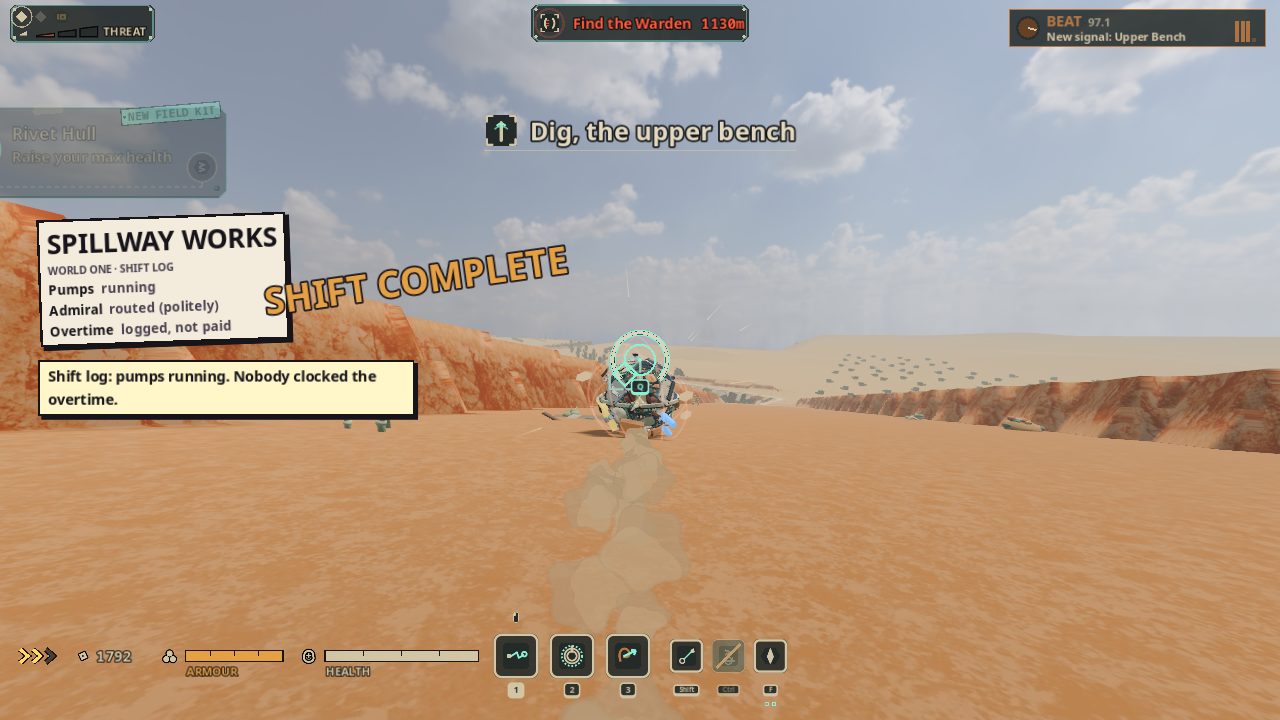 THREAT
Find the Warden 1130m
BEAT 97.1
New signal: Upper Bench
NEW FIELD KIT
Rivet Hull
Raise your max health
Dig, the upper bench
SPILLWAY WORKS
WORLD ONE · SHIFT LOG
Pumps running
Admiral routed (politely)
Overtime logged, not paid
SHIFT COMPLETE
Shift log: pumps running. Nobody clocked the
overtime.
Q
1792
ARMOUR
HEALTH
1
2
3
Shift
Ctrl
F